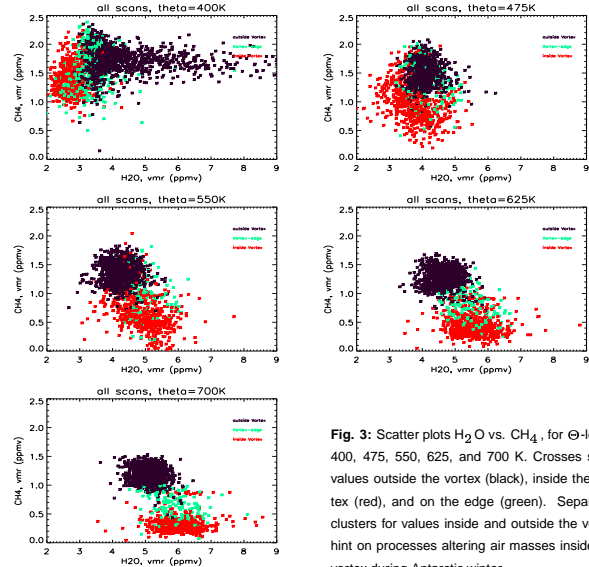 all scans, theta=400K
outside Vortex
Vortex-edge
inside Vortex
2.5
2.0
1.5
1.0
0.5
0.0
CH4, vmr (ppmv)
2 3 4 5 6 7 8 9
H2O, vmr (ppmv)
all scans, theta=475K
outside Vortex
Vortex-edge
inside Vortex
2.5
2.0
1.5
1.0
0.5
0.0
CH4, vmr (ppmv)
2 3 4 5 6 7 8 9
H2O, vmr (ppmv)
all scans, theta=550K
outside Vortex
Vortex-edge
inside Vortex
2.5
2.0
1.5
1.0
0.5
0.0
CH4, vmr (ppmv)
2 3 4 5 6 7 8 9
H2O, vmr (ppmv)
all scans, theta=625K
outside Vortex
Vortex-edge
inside Vortex
2.5
2.0
1.5
1.0
0.5
0.0
CH4, vmr (ppmv)
2 3 4 5 6 7 8 9
H2O, vmr (ppmv)
all scans, theta=700K
outside Vortex
Vortex-edge
inside Vortex
2.5
2.0
1.5
1.0
0.5
0.0
CH4, vmr (ppmv)
2 3 4 5 6 7 8 9
H2O, vmr (ppmv)
Fig. 3: Scatter plots H2O vs. CH4, for Θ-l
400, 475, 550, 625, and 700 K. Crosses s
values outside the vortex (black), inside the
tex (red), and on the edge (green). Sepa
clusters for values inside and outside the v
hint on processes altering air masses inside
vortex during Antarctic winter.